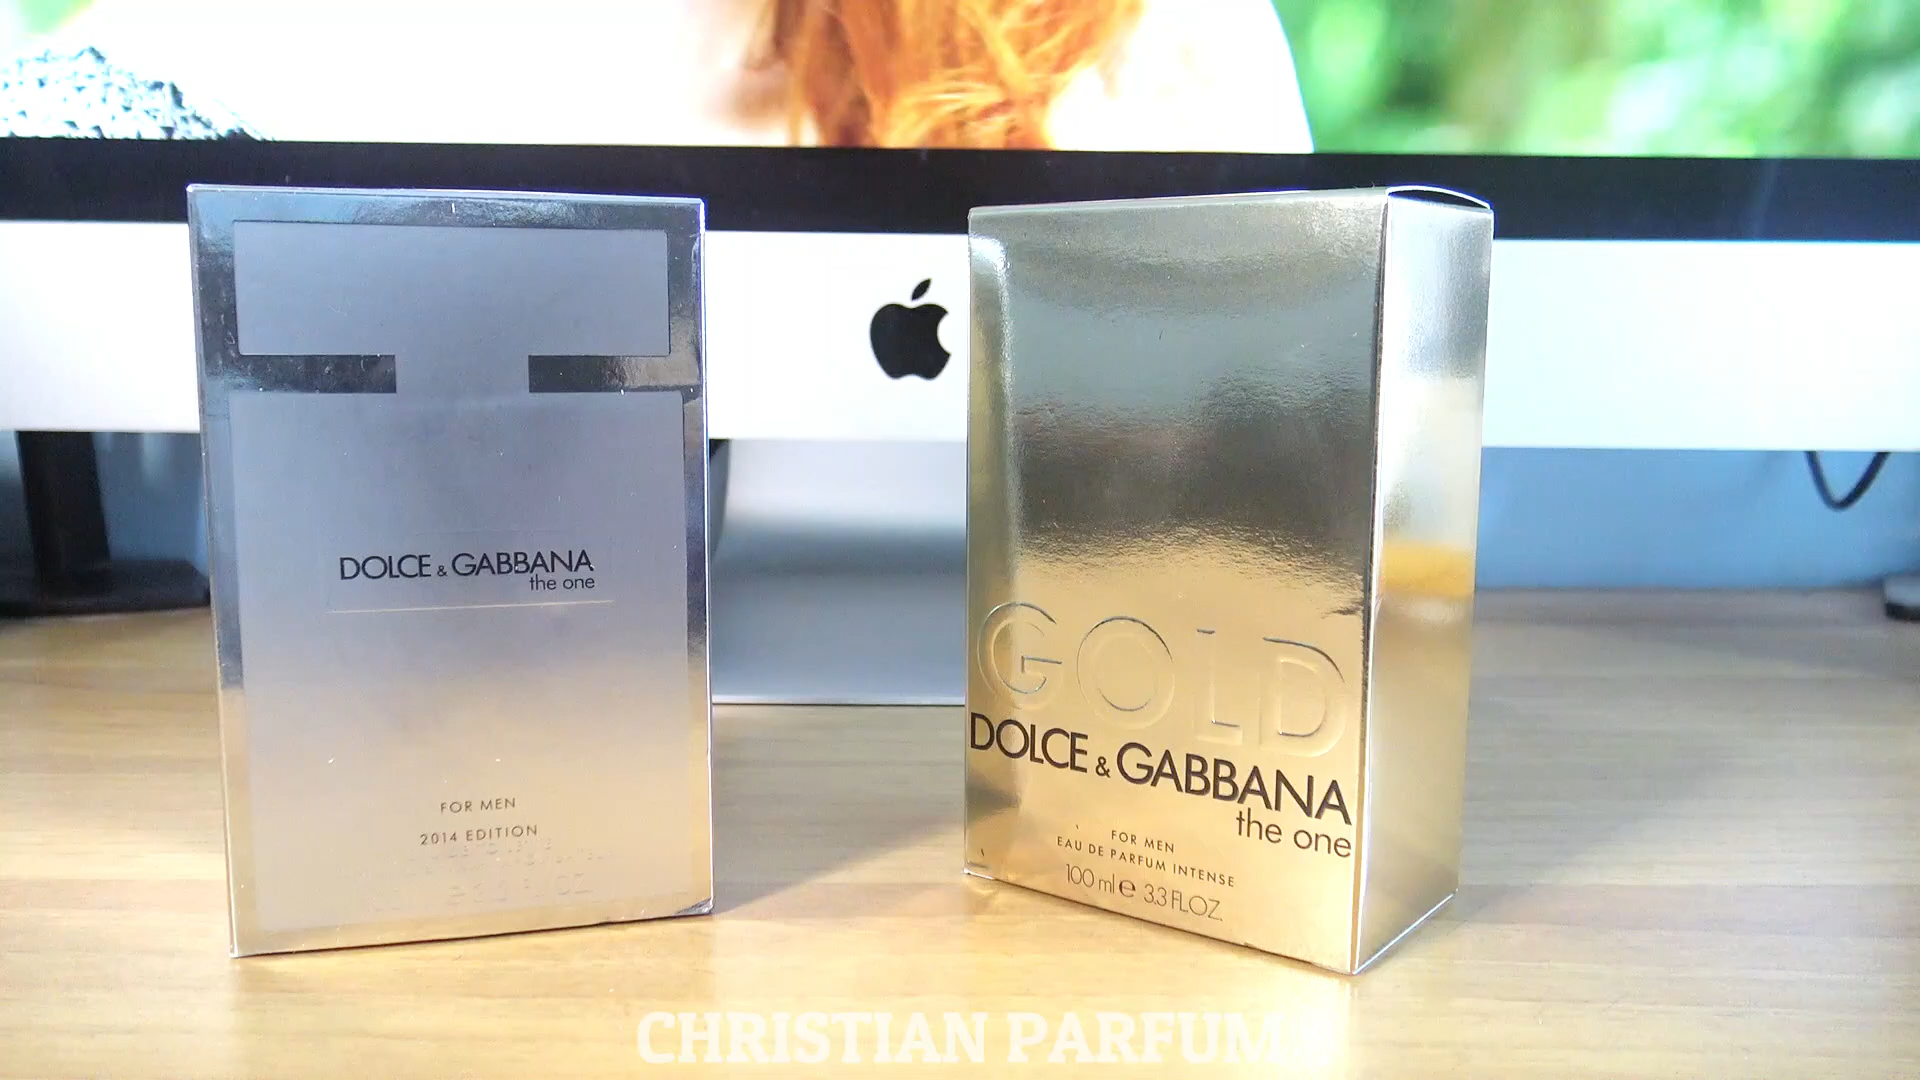 DOLCE & GABBANA
the one
FOR MEN
2014 EDITION
GOLD
DOLCE & GABBANA
the one
FOR MEN
EAU DE PARFUM INTENSE
100 ml e 3.3 FL.OZ.
CHRISTIAN PARFUM